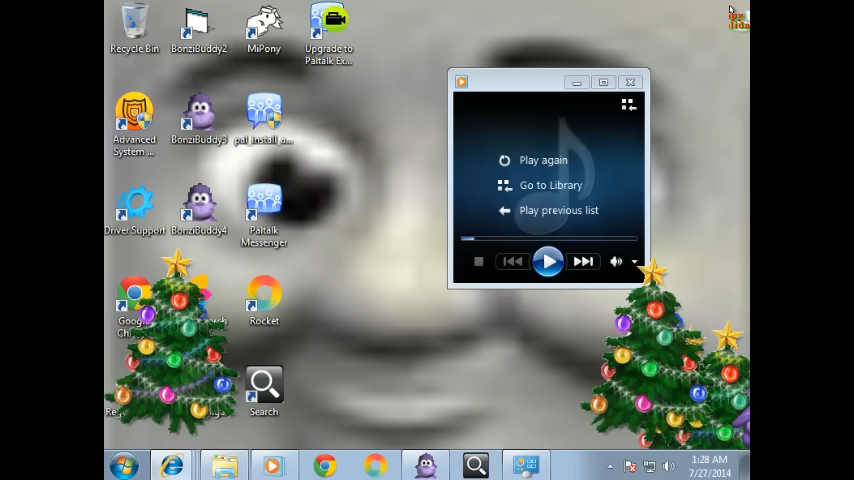 Recycle Bin
BonziBuddy2
MiPony
Upgrade to
Paltalk Ex...
Advanced
System ...
BonziBuddy3
pal_install_o...
Driver Support
BonziBuddy4
Paltalk
Messenger
Rocket
Search
Play again
Go to Library
Play previous list
1:28 AM
7/27/2014